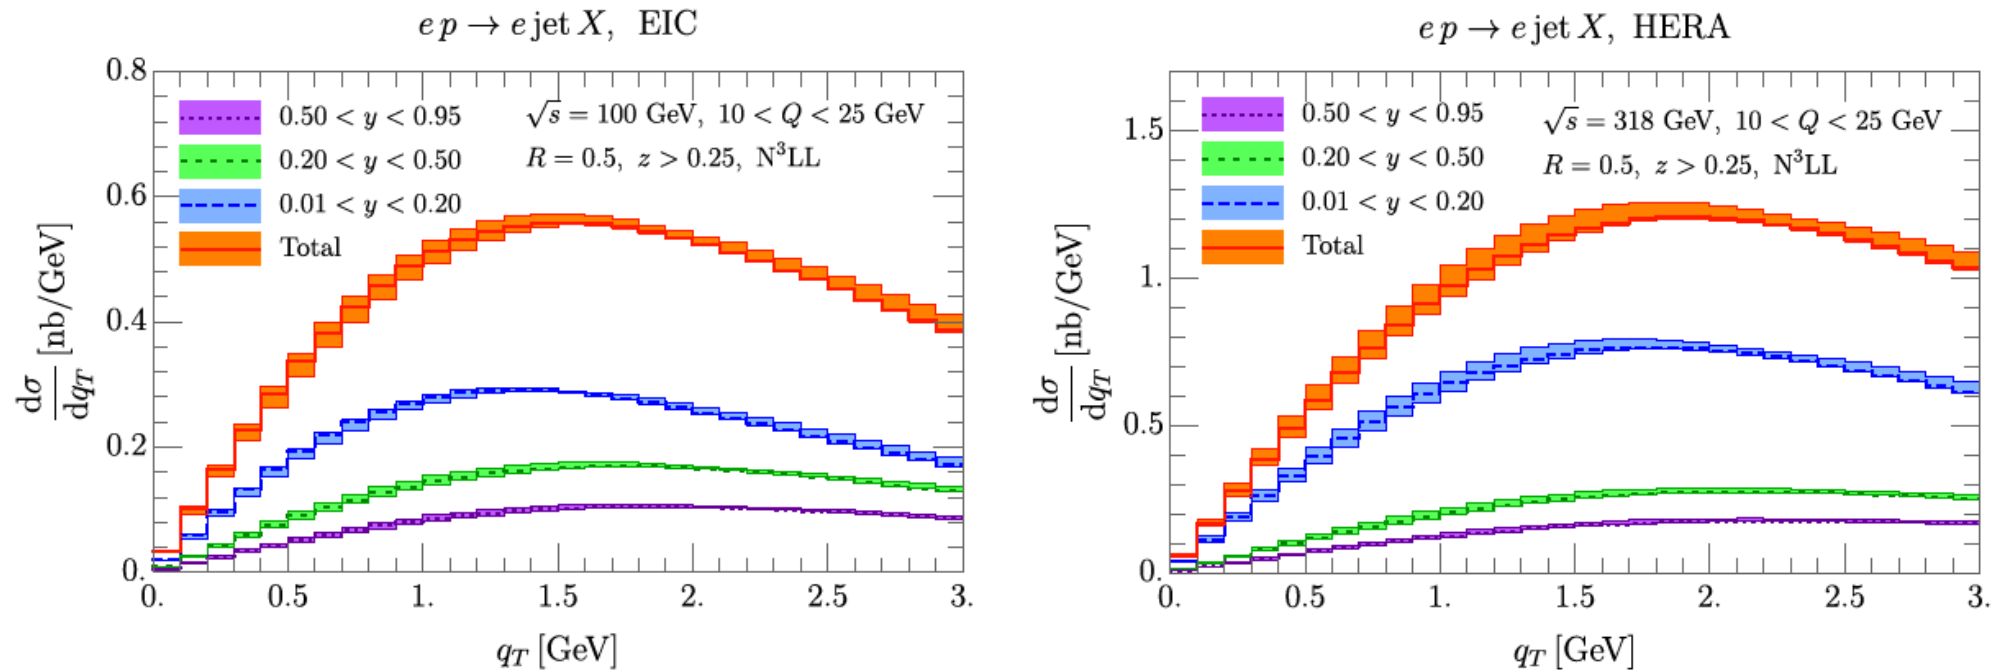 e p → e jet X, EIC
0.8
0.6
0.4
0.2
0.
dσ/dq_T [nb/GeV]
0.50 < y < 0.95
0.20 < y < 0.50
0.01 < y < 0.20
Total
√s = 100 GeV, 10 < Q < 25 GeV
R = 0.5, z > 0.25, N³LL
0. 0.5 1. 1.5 2. 2.5 3.
q_T [GeV]
e p → e jet X, HERA
1.5
1.
0.5
0.
dσ/dq_T [nb/GeV]
0.50 < y < 0.95
0.20 < y < 0.50
0.01 < y < 0.20
Total
√s = 318 GeV, 10 < Q < 25 GeV
R = 0.5, z > 0.25, N³LL
0. 0.5 1. 1.5 2. 2.5 3.
q_T [GeV]